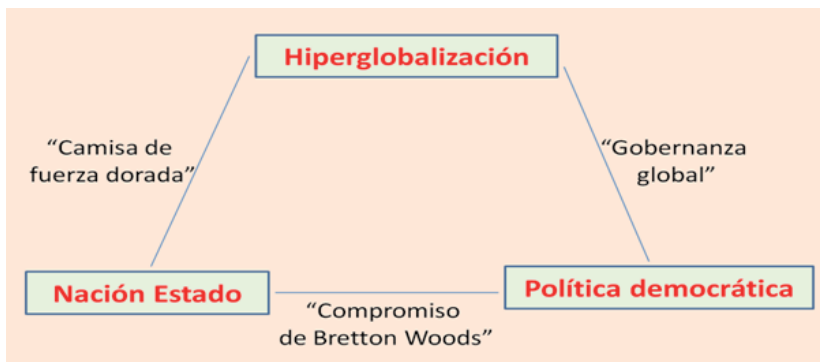 Hiperglobalización
“Camisa de
fuerza dorada”
“Gobernanza
global”
Nación Estado
Política democrática
“Compromiso
de Bretton Woods”